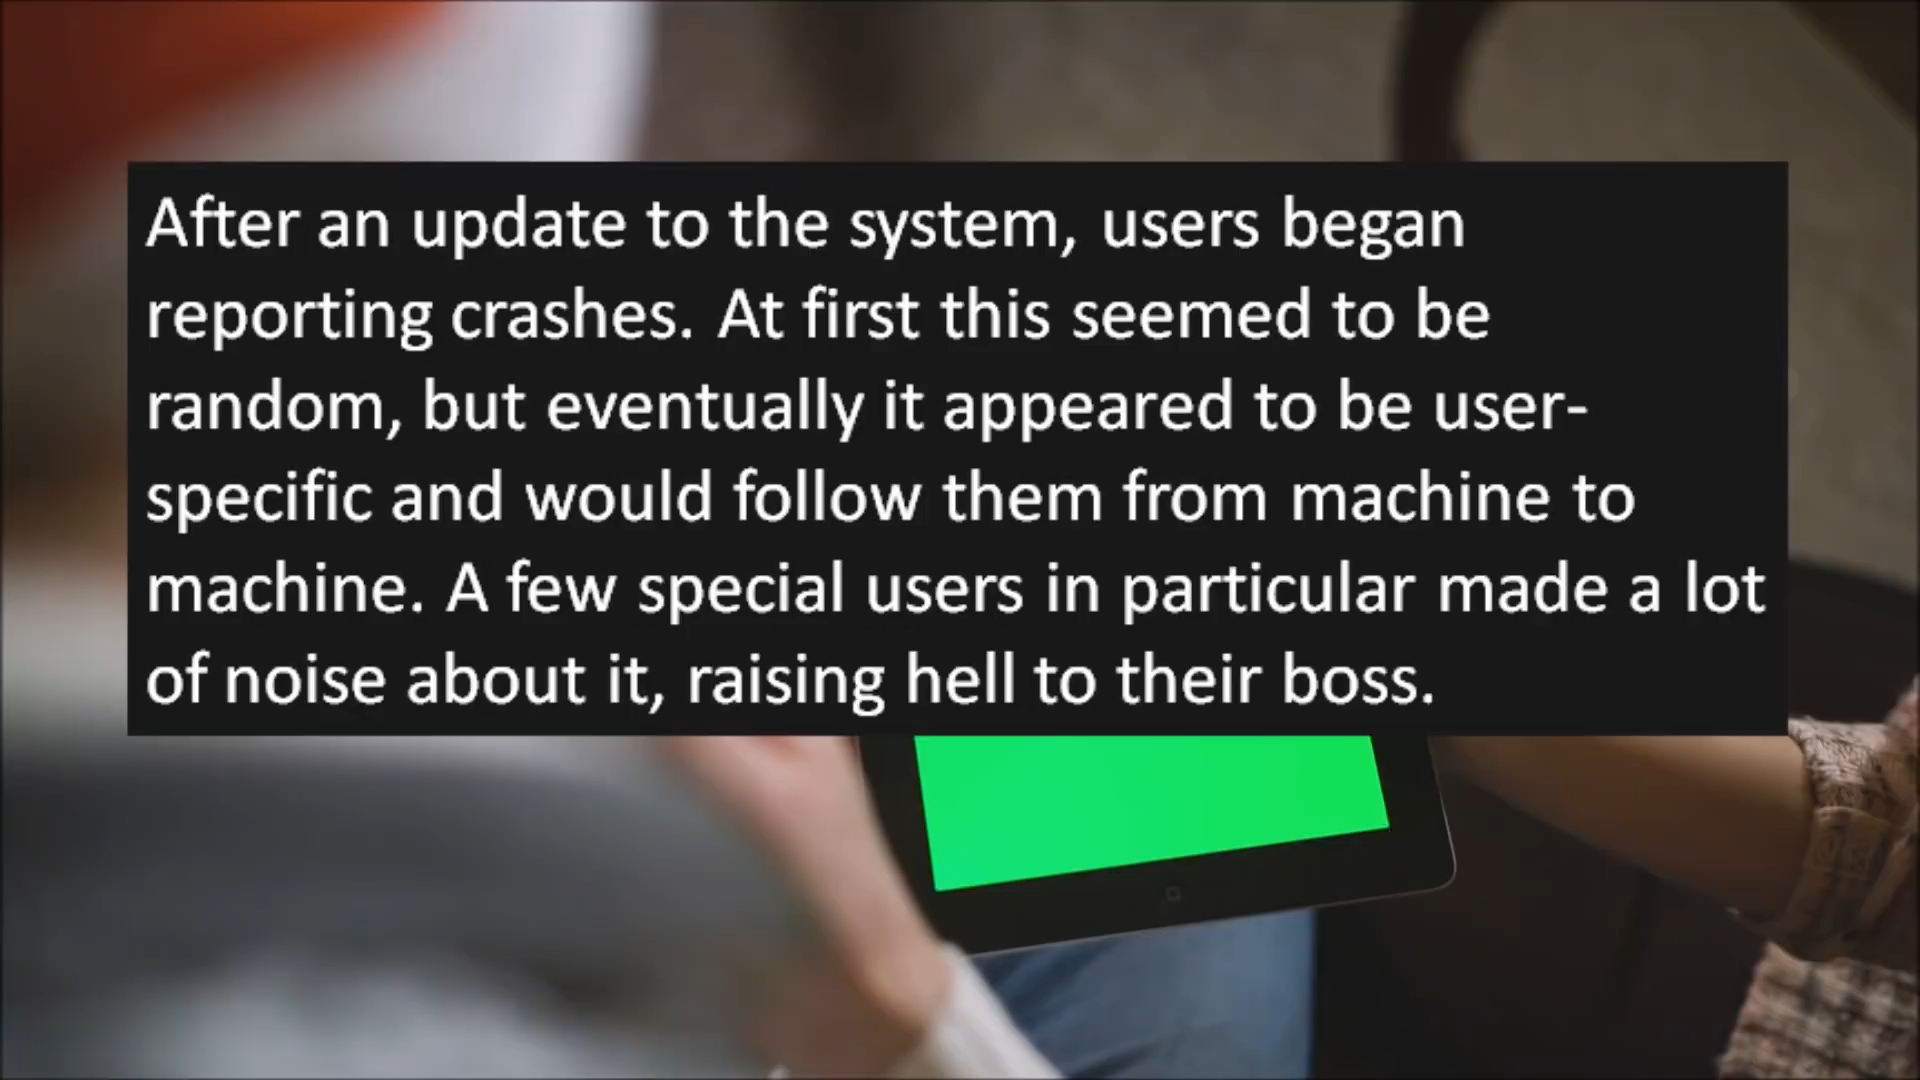 After an update to the system, users began
reporting crashes. At first this seemed to be
random, but eventually it appeared to be user-
specific and would follow them from machine to
machine. A few special users in particular made a lot
of noise about it, raising hell to their boss.